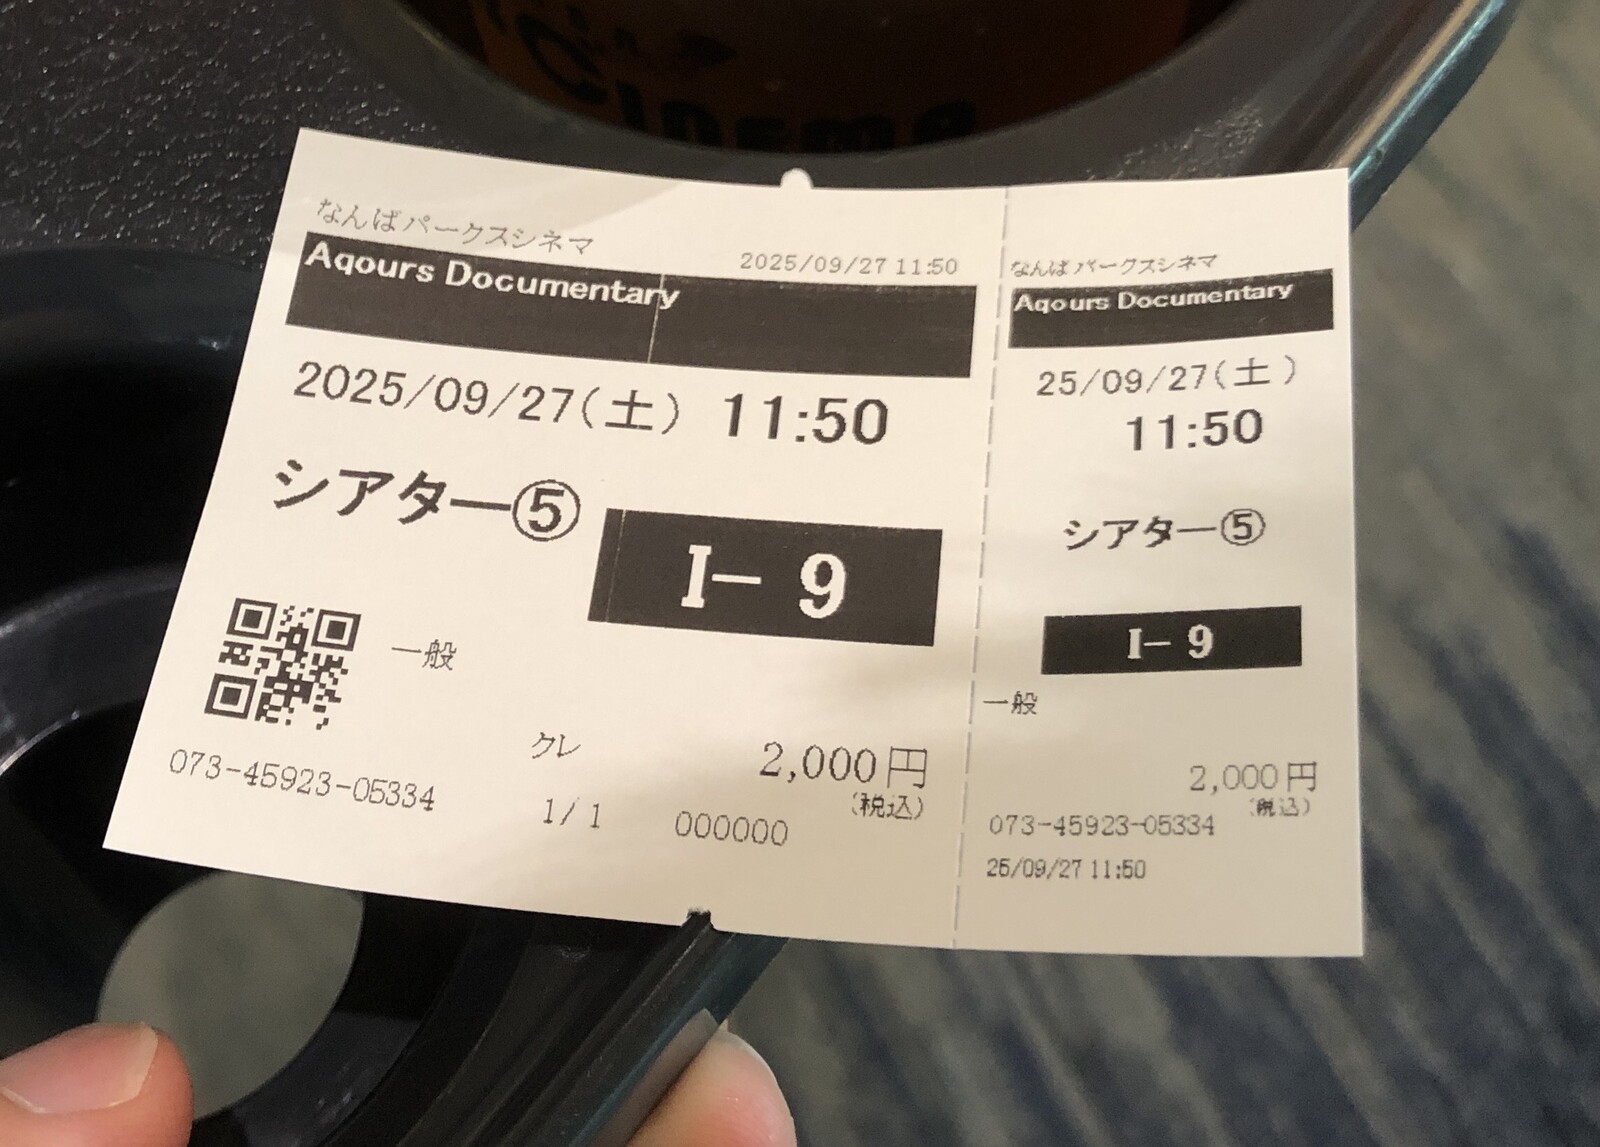 CINEMA
なんばパークスシネマ
2025/09/27 11:50
Aqours Documentary
2025/09/27(土) 11:50
シアター⑤
I- 9
一般
クレ 2,000円
(税込)
073-45923-05334 1/1 000000
なんばパークスシネマ
Aqours Documentary
25/09/27(土)
11:50
シアター⑤
I- 9
一般
2,000円
(税込)
073-45923-05334
25/09/27 11:50